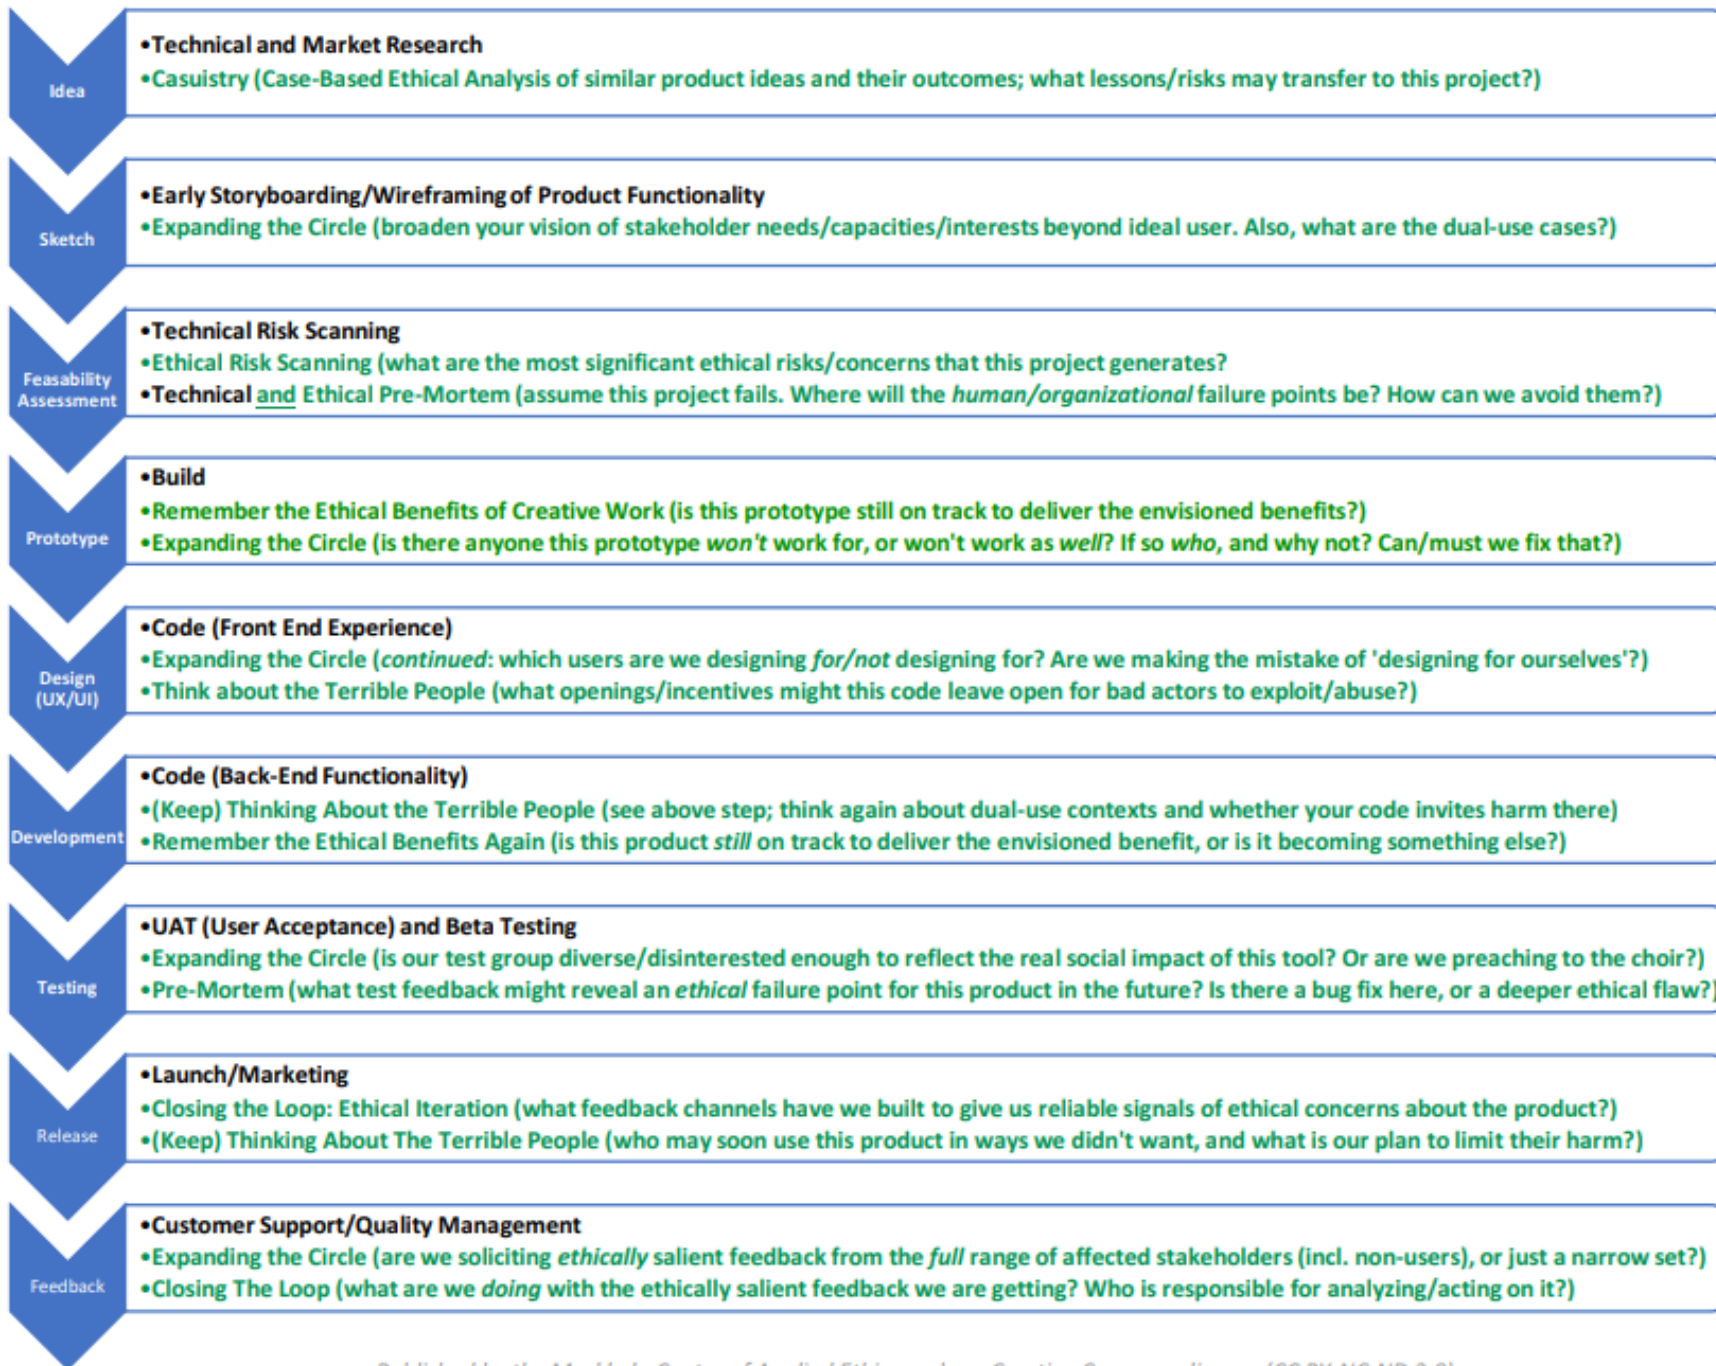 •Technical and Market Research
•Casuistry (Case-Based Ethical Analysis of similar product ideas and their outcomes; what lessons/risks may transfer to this project?)
Idea
•Early Storyboarding/Wireframing of Product Functionality
•Expanding the Circle (broaden your vision of stakeholder needs/capacities/interests beyond ideal user. Also, what are the dual-use cases?)
Sketch
•Technical Risk Scanning
•Ethical Risk Scanning (what are the most significant ethical risks/concerns that this project generates?
•Technical and Ethical Pre-Mortem (assume this project fails. Where will the human/organizational failure points be? How can we avoid them?)
Feasability
Assessment
•Build
•Remember the Ethical Benefits of Creative Work (is this prototype still on track to deliver the envisioned benefits?)
•Expanding the Circle (is there anyone this prototype won't work for, or won't work as well? If so who, and why not? Can/must we fix that?)
Prototype
•Code (Front End Experience)
•Expanding the Circle (continued: which users are we designing for/not designing for? Are we making the mistake of 'designing for ourselves'?)
•Think about the Terrible People (what openings/incentives might this code leave open for bad actors to exploit/abuse?)
Design
(UX/UI)
•Code (Back-End Functionality)
•(Keep) Thinking About the Terrible People (see above step; think again about dual-use contexts and whether your code invites harm there)
•Remember the Ethical Benefits Again (is this product still on track to deliver the envisioned benefit, or is it becoming something else?)
Development
•UAT (User Acceptance) and Beta Testing
•Expanding the Circle (is our test group diverse/disinterested enough to reflect the real social impact of this tool? Or are we preaching to the choir?)
•Pre-Mortem (what test feedback might reveal an ethical failure point for this product in the future? Is there a bug fix here, or a deeper ethical flaw?)
Testing
•Launch/Marketing
•Closing the Loop: Ethical Iteration (what feedback channels have we built to give us reliable signals of ethical concerns about the product?)
•(Keep) Thinking About The Terrible People (who may soon use this product in ways we didn't want, and what is our plan to limit their harm?)
Release
•Customer Support/Quality Management
•Expanding the Circle (are we soliciting ethically salient feedback from the full range of affected stakeholders (incl. non-users), or just a narrow set?)
•Closing The Loop (what are we doing with the ethically salient feedback we are getting? Who is responsible for analyzing/acting on it?)
Feedback